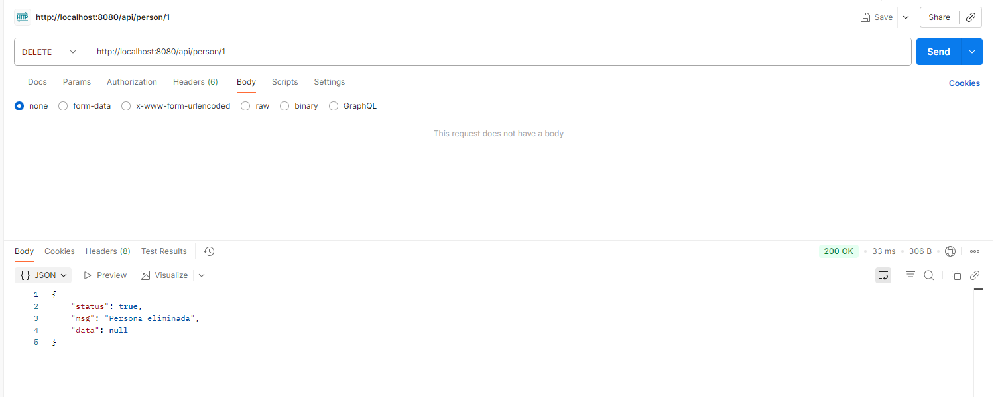 HTTP http://localhost:8080/api/person/1 Save Share
DELETE http://localhost:8080/api/person/1 Send
Docs Params Authorization Headers (6) Body Scripts Settings Cookies
none form-data x-www-form-urlencoded raw binary GraphQL
This request does not have a body
Body Cookies Headers (8) Test Results 200 OK • 33 ms • 306 B
{} JSON Preview Visualize
1 {
2 "status": true,
3 "msg": "Persona eliminada",
4 "data": null
5 }